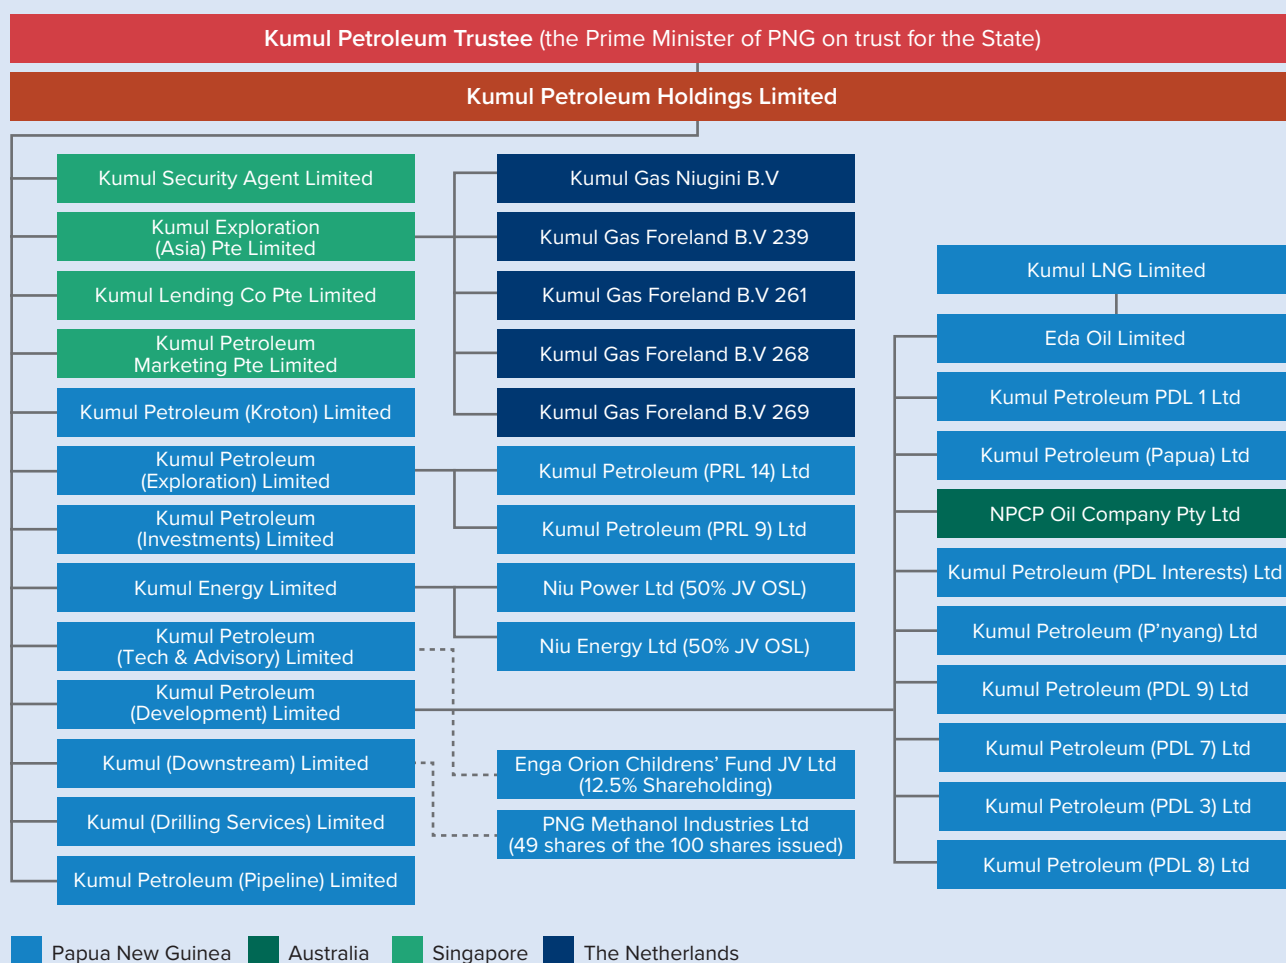 Kumul Petroleum Trustee (the Prime Minister of PNG on trust for the State)
Kumul Petroleum Holdings Limited
Kumul Security Agent Limited
Kumul Exploration
(Asia) Pte Limited
Kumul Lending Co Pte Limited
Kumul Petroleum
Marketing Pte Limited
Kumul Petroleum (Kroton) Limited
Kumul Petroleum
(Exploration) Limited
Kumul Petroleum
(Investments) Limited
Kumul Energy Limited
Kumul Petroleum
(Tech & Advisory) Limited
Kumul Petroleum
(Development) Limited
Kumul (Downstream) Limited
Kumul (Drilling Services) Limited
Kumul Petroleum (Pipeline) Limited
Kumul Gas Niugini B.V
Kumul Gas Foreland B.V 239
Kumul Gas Foreland B.V 261
Kumul Gas Foreland B.V 268
Kumul Gas Foreland B.V 269
Kumul Petroleum (PRL 14) Ltd
Kumul Petroleum (PRL 9) Ltd
Niu Power Ltd (50% JV OSL)
Niu Energy Ltd (50% JV OSL)
Enga Orion Childrens’ Fund JV Ltd
(12.5% Shareholding)
PNG Methanol Industries Ltd
(49 shares of the 100 shares issued)
Kumul LNG Limited
Eda Oil Limited
Kumul Petroleum PDL 1 Ltd
Kumul Petroleum (Papua) Ltd
NPCP Oil Company Pty Ltd
Kumul Petroleum (PDL Interests) Ltd
Kumul Petroleum (P’nyang) Ltd
Kumul Petroleum (PDL 9) Ltd
Kumul Petroleum (PDL 7) Ltd
Kumul Petroleum (PDL 3) Ltd
Kumul Petroleum (PDL 8) Ltd
Papua New Guinea
Australia
Singapore
The Netherlands